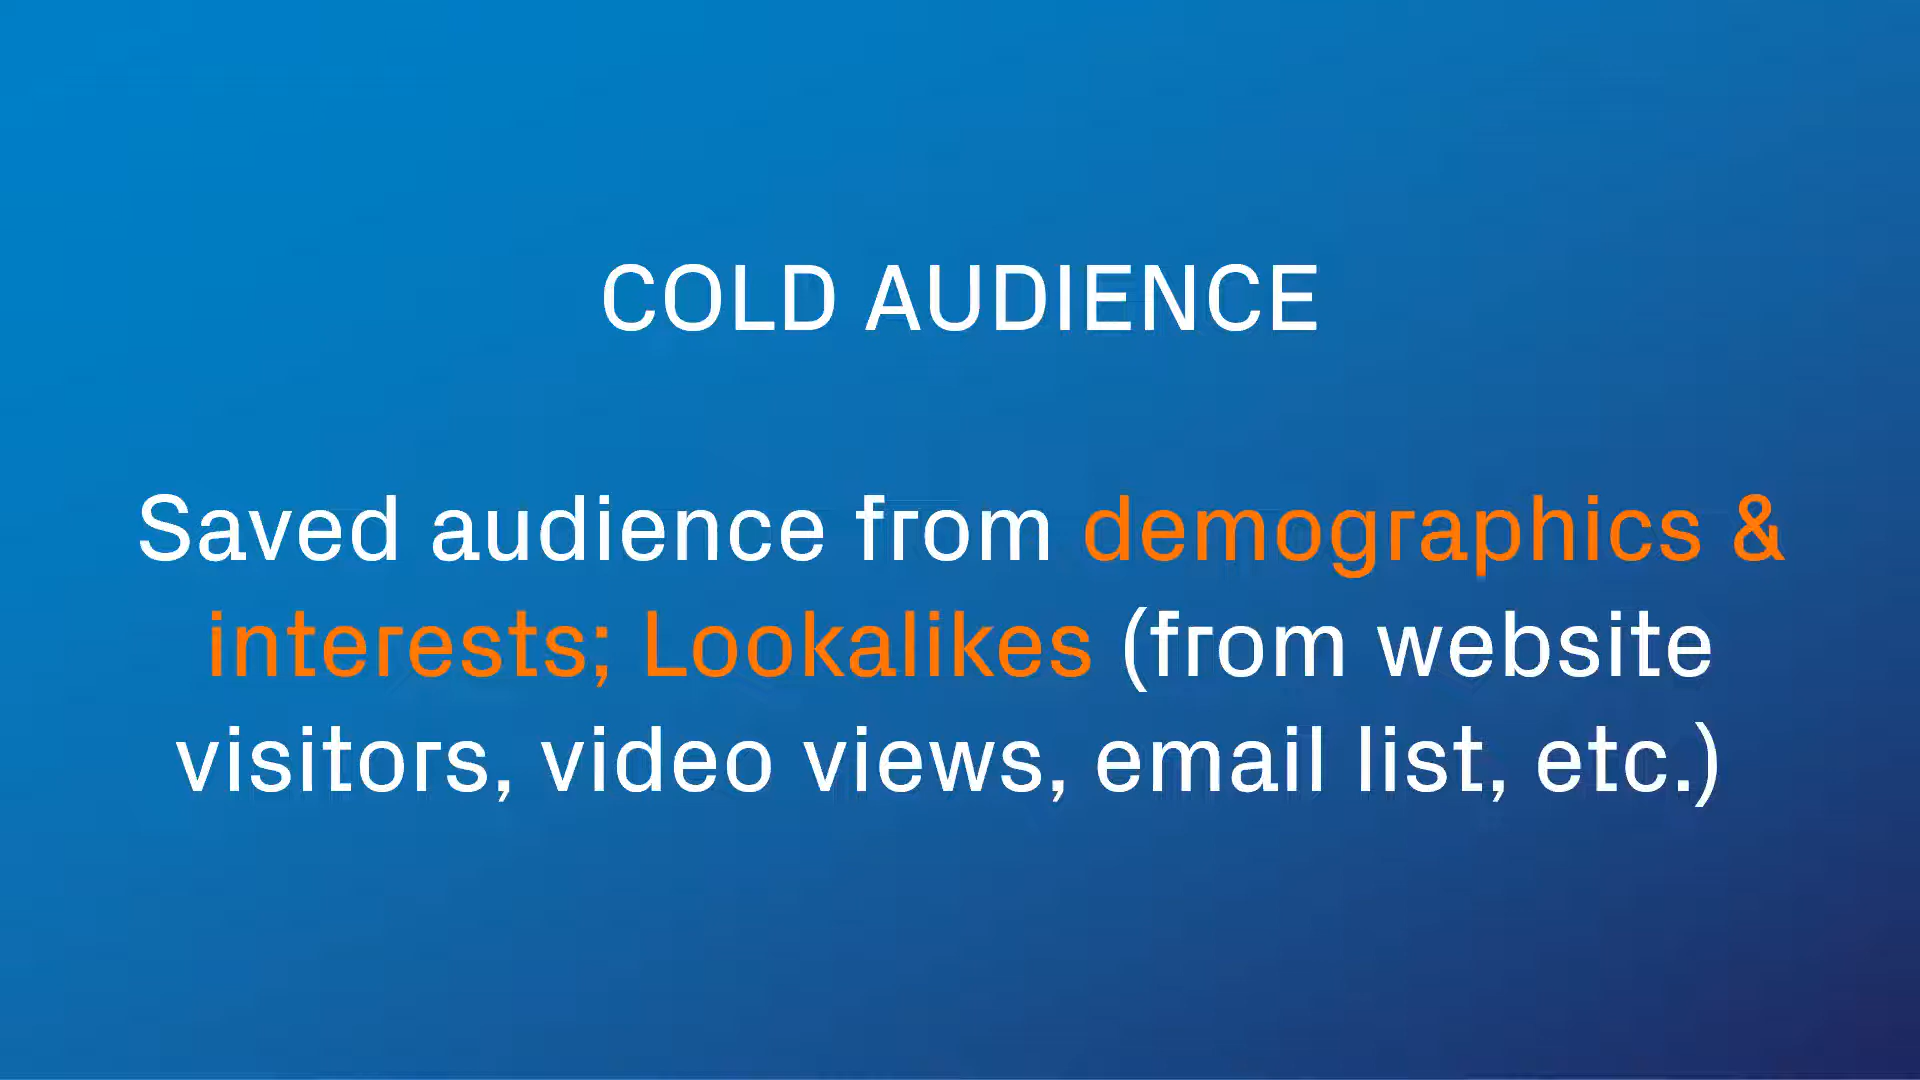 COLD AUDIENCE
Saved audience from demographics &
interests; Lookalikes (from website
visitors, video views, email list, etc.)